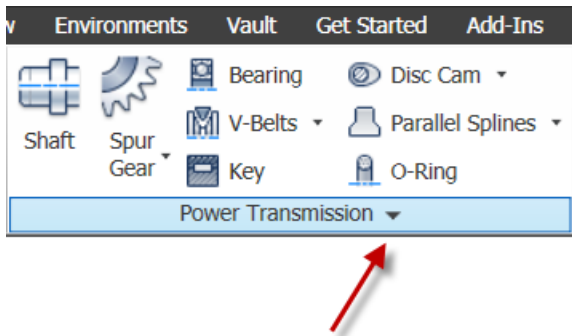 Environments Vault Get Started Add-Ins
Shaft
Spur
Gear
Bearing
V-Belts
Key
Disc Cam
Parallel Splines
O-Ring
Power Transmission